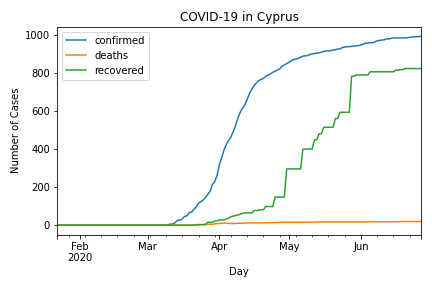 COVID-19 in Cyprus
1000
800
600
400
200
0
Number of Cases
confirmed
deaths
recovered
Feb
2020
Mar
Apr
May
Jun
Day